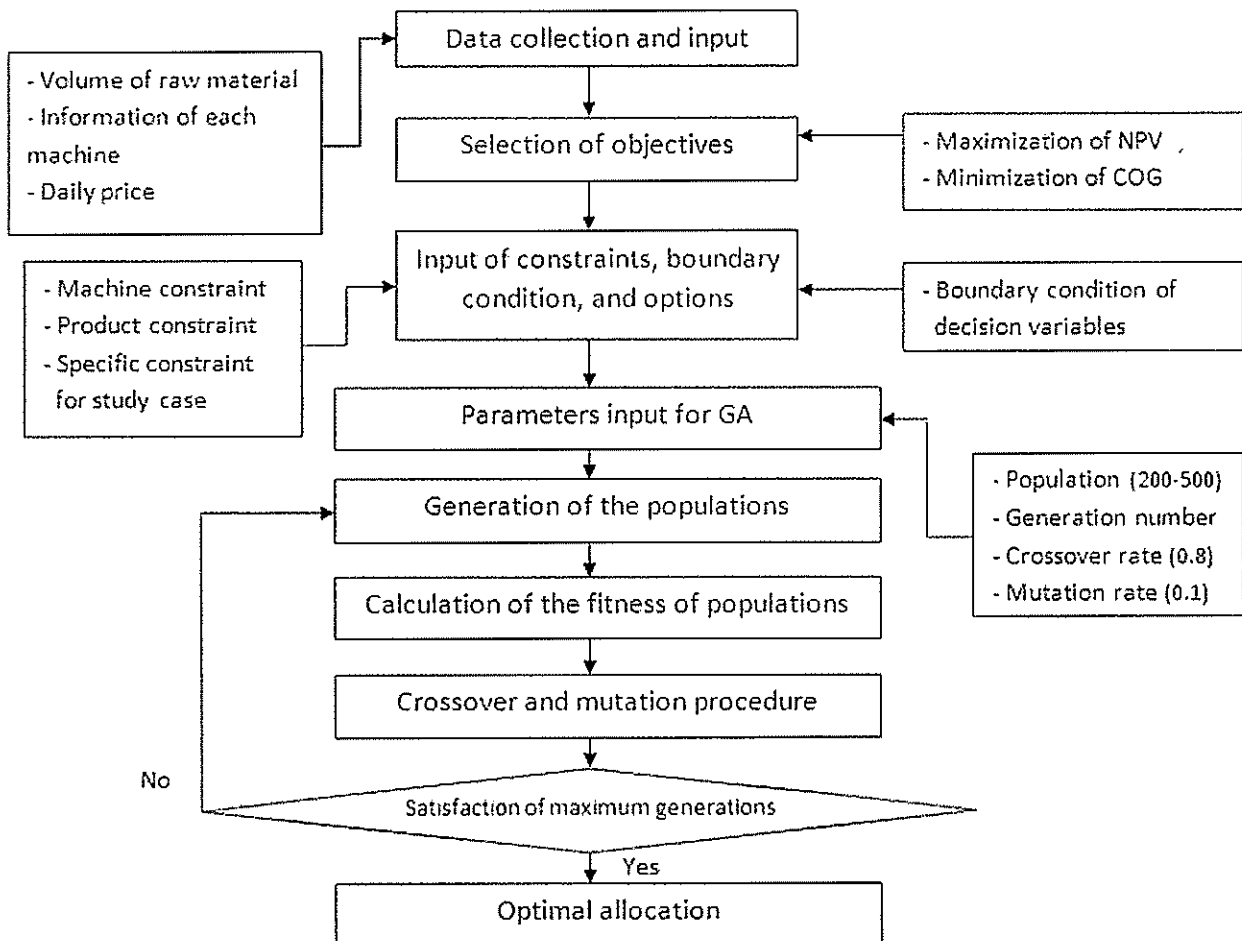 Data collection and input
- Volume of raw material
- Information of each
machine
- Daily price
Selection of objectives
- Maximization of NPV
- Minimization of COG
Input of constraints, boundary
condition, and options
- Machine constraint
- Product constraint
- Specific constraint
for study case
- Boundary condition of
decision variables
Parameters input for GA
- Population (200-500)
- Generation number
- Crossover rate (0.8)
- Mutation rate (0.1)
Generation of the populations
Calculation of the fitness of populations
Crossover and mutation procedure
No
Satisfaction of maximum generations
Yes
Optimal allocation